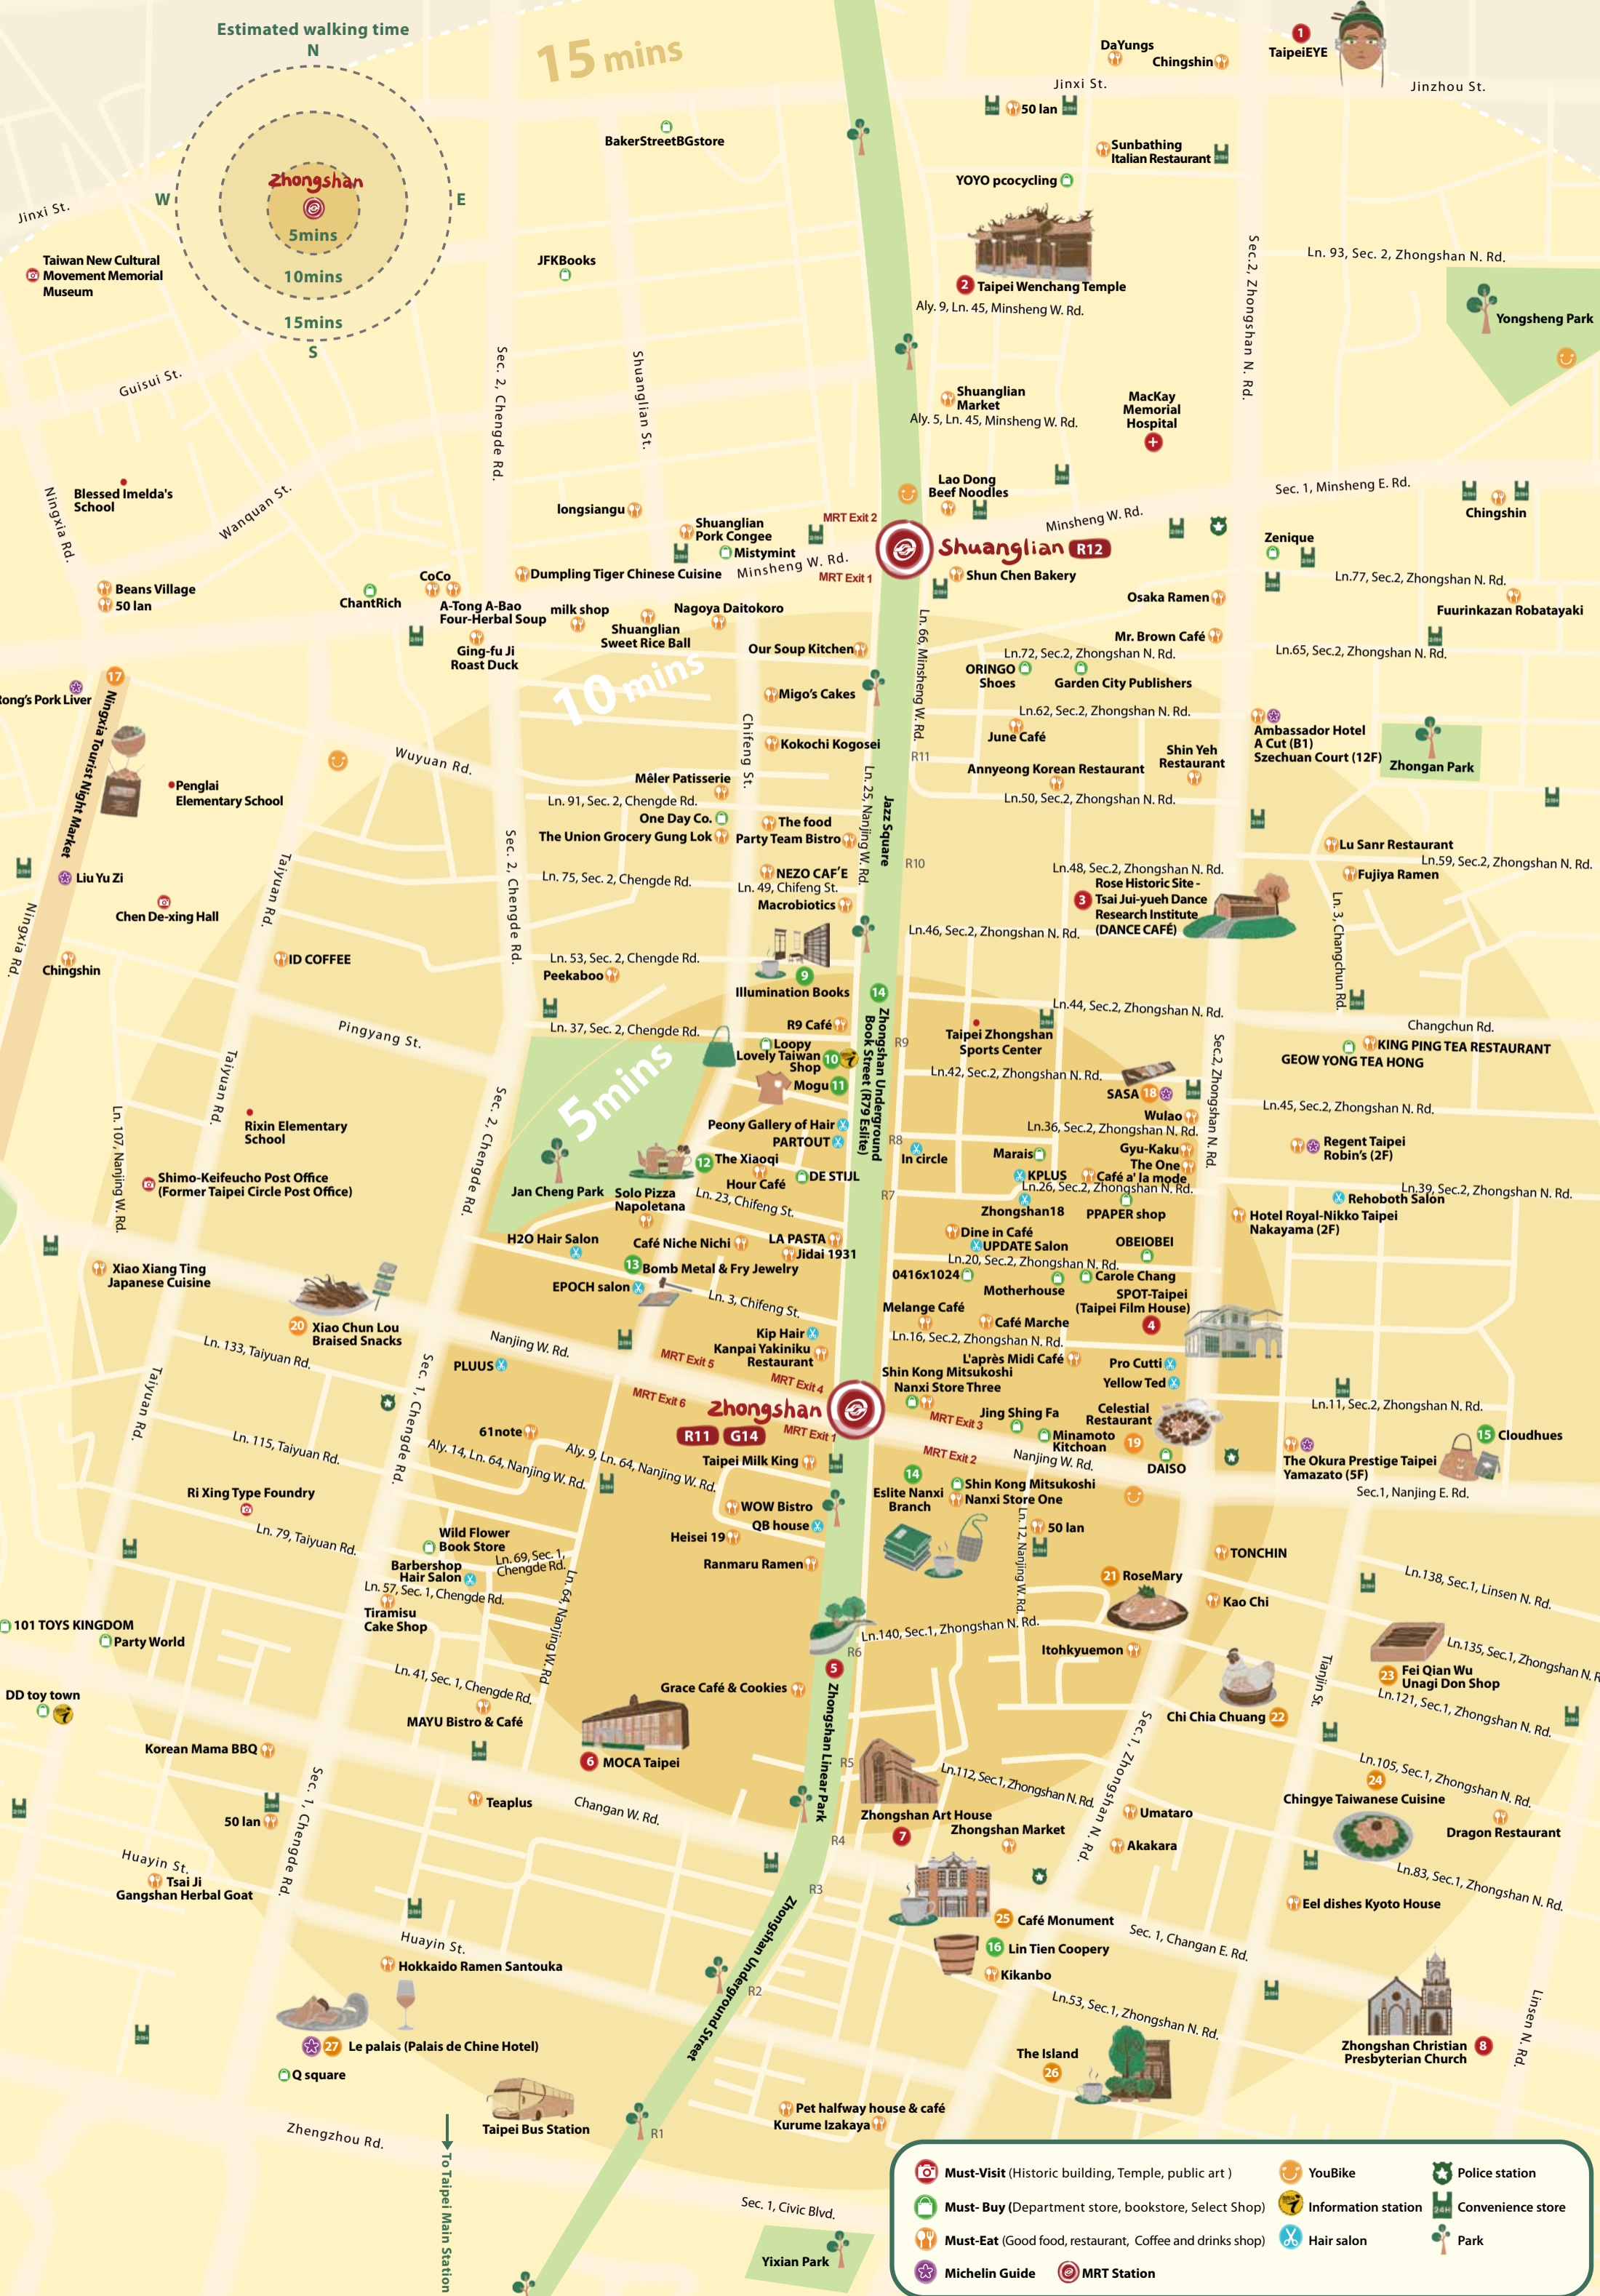 Estimated walking time
N
W
E
S
Zhongshan
5mins
10mins
15mins
15 mins
DaYungs
Chingshin
1
TaipeiEYE
Jinxi St.
Jinzhou St.
50 lan
BakerStreetBGstore
Sunbathing
Italian Restaurant
YOYO pcocycling
Jinxi St.
Taiwan New Cultural
Movement Memorial
Museum
JFKBooks
2 Taipei Wenchang Temple
Aly. 9, Ln. 45, Minsheng W. Rd.
Sec.2, Zhongshan N. Rd.
Ln. 93, Sec. 2, Zhongshan N. Rd.
Yongsheng Park
Guisui St.
Sec. 2, Chengde Rd.
Shuanglian St.
Shuanglian
Market
Aly. 5, Ln. 45, Minsheng W. Rd.
MacKay
Memorial
Hospital
Blessed Imelda's
School
Ningxia Rd.
Wanquan St.
longsiangu
Shuanglian
Pork Congee
Mistymint
MRT Exit 2
Lao Dong
Beef Noodles
Minsheng W. Rd.
Sec. 1, Minsheng E. Rd.
Chingshin
Zenique
Shuanglian R12
MRT Exit 1
Minsheng W. Rd.
Dumpling Tiger Chinese Cuisine
Shun Chen Bakery
Ln.77, Sec.2, Zhongshan N. Rd.
Fuurinkazan Robatayaki
Beans Village
50 lan
ChantRich
CoCo
A-Tong A-Bao
Four-Herbal Soup
milk shop
Nagoya Daitokoro
Shuanglian
Sweet Rice Ball
Ging-fu Ji
Roast Duck
Osaka Ramen
Mr. Brown Café
Our Soup Kitchen
Ln. 66, Minsheng W. Rd.
Ln.72, Sec.2, Zhongshan N. Rd.
Ln.65, Sec.2, Zhongshan N. Rd.
ORINGO
Shoes
Garden City Publishers
10 mins
17
Rong's Pork Liver
Ningxia Tourist Night Market
Migo's Cakes
Ln.62, Sec.2, Zhongshan N. Rd.
June Café
Ambassador Hotel
A Cut (B1)
Szechuan Court (12F)
Zhongan Park
Chifeng St.
Kokochi Kogosei
R11
Shin Yeh
Restaurant
Annyeong Korean Restaurant
Wuyuan Rd.
Penglai
Elementary School
Mêler Patisserie
Ln. 91, Sec. 2, Chengde Rd.
Ln.50, Sec.2, Zhongshan N. Rd.
One Day Co.
The food
The Union Grocery Gung Lok
Party Team Bistro
Ln. 25, Nanjing W. Rd.
Jazz Square
R10
Lu Sanr Restaurant
Ln.59, Sec.2, Zhongshan N. Rd.
Fujiya Ramen
Liu Yu Zi
Taiyuan Rd.
Sec. 2, Chengde Rd.
NEZO CAF'E
Ln. 75, Sec. 2, Chengde Rd.
Ln. 49, Chifeng St.
Ln.48, Sec.2, Zhongshan N. Rd.
3 Rose Historic Site -
Tsai Jui-yueh Dance
Research Institute
(DANCE CAFÉ)
Chen De-xing Hall
Macrobiotics
Ln.46, Sec.2, Zhongshan N. Rd.
Ln. 3, Changchun Rd.
Ningxia Rd.
Chingshin
ID COFFEE
Ln. 53, Sec. 2, Chengde Rd.
Peekaboo
9
Illumination Books
14
Zhongshan Underground
Book Street (R79 Eslite)
Ln.44, Sec.2, Zhongshan N. Rd.
Pingyang St.
Ln. 37, Sec. 2, Chengde Rd.
R9 Café
Taipei Zhongshan
Sports Center
Changchun Rd.
Loopy
Lovely Taiwan
Shop 10
R9
KING PING TEA RESTAURANT
GEOW YONG TEA HONG
5mins
Mogu 11
Ln.42, Sec.2, Zhongshan N. Rd.
SASA 18
Sec.2, Zhongshan N. Rd.
Taiyuan Rd.
Ln. 107, Nanjing W. Rd.
Sec. 2, Chengde Rd.
Rixin Elementary
School
Peony Gallery of Hair
PARTOUT
Wulao
Ln.36, Sec.2, Zhongshan N. Rd.
Ln.45, Sec.2, Zhongshan N. Rd.
R8
In circle
Marais
Gyu-Kaku
The One
Regent Taipei
Robin's (2F)
12 The Xiaoqi
Hour Café
DE STIJL
KPLUS
Café a' la mode
Ln.26, Sec.2, Zhongshan N. Rd.
Shimo-Keifeucho Post Office
(Former Taipei Circle Post Office)
Jan Cheng Park
Solo Pizza
Napoletana
Ln. 23, Chifeng St.
R7
Zhongshan18
PPAPER shop
Ln.39, Sec.2, Zhongshan N. Rd.
Rehoboth Salon
Hotel Royal-Nikko Taipei
Nakayama (2F)
H2O Hair Salon
Café Niche Nichi
LA PASTA
Jidai 1931
Dine in Café
UPDATE Salon
OBEIOBEI
Ln.20, Sec.2, Zhongshan N. Rd.
Xiao Xiang Ting
Japanese Cuisine
13 Bomb Metal & Fry Jewelry
EPOCH salon
Ln. 3, Chifeng St.
0416x1024
Motherhouse
Carole Chang
SPOT-Taipei
(Taipei Film House)
4
20 Xiao Chun Lou
Braised Snacks
Melange Café
Café Marche
Ln.16, Sec.2, Zhongshan N. Rd.
Ln. 133, Taiyuan Rd.
Nanjing W. Rd.
Kip Hair
Kanpai Yakiniku
Restaurant
PLUUS
MRT Exit 5
L'après Midi Café
Pro Cutti
Yellow Ted
Shin Kong Mitsukoshi
Nanxi Store Three
MRT Exit 4
MRT Exit 6
Zhongshan
R11 G14
MRT Exit 1
MRT Exit 3
Jing Shing Fa
Celestial
Restaurant
19
Minamoto
Kitchoan
Ln.11, Sec.2, Zhongshan N. Rd.
15 Cloudhues
Taiyuan Rd.
Sec. 1, Chengde Rd.
61note
Aly. 14, Ln. 64, Nanjing W. Rd.
Aly. 9, Ln. 64, Nanjing W. Rd.
Ln. 115, Taiyuan Rd.
Taipei Milk King
MRT Exit 2
Nanjing W. Rd.
DAISO
The Okura Prestige Taipei
Yamazato (5F)
Sec.1, Nanjing E. Rd.
14
Eslite Nanxi
Branch
Shin Kong Mitsukoshi
Nanxi Store One
Ri Xing Type Foundry
WOW Bistro
QB house
Heisei 19
Ln. 12, Nanjing W. Rd.
50 lan
Ln. 79, Taiyuan Rd.
Wild Flower
Book Store
Ln. 69, Sec. 1,
Chengde Rd.
Barbershop
Hair Salon
Ranmaru Ramen
TONCHIN
21 RoseMary
Ln.138, Sec.1, Linsen N. Rd.
Ln. 57, Sec. 1, Chengde Rd.
Tiramisu
Cake Shop
Ln. 64, Nanjing W. Rd
Kao Chi
101 TOYS KINGDOM
Party World
Ln.140, Sec.1, Zhongshan N. Rd.
R6
Itohkyuemon
Tianjin St.
Ln.135, Sec.1, Zhongshan N. R
23 Fei Qian Wu
Unagi Don Shop
Ln.121, Sec.1, Zhongshan N. Rd.
5
Zhongshan Linear Park
Ln. 41, Sec. 1, Chengde Rd.
Grace Café & Cookies
DD toy town
MAYU Bistro & Café
Chi Chia Chuang 22
Korean Mama BBQ
6 MOCA Taipei
R5
Sec.1, Zhongshan N. Rd.
Ln.112, Sec.1, Zhongshan N. Rd.
Ln.105, Sec.1, Zhongshan N. Rd.
24
Chingye Taiwanese Cuisine
Sec. 1, Chengde Rd.
Teaplus
Changan W. Rd.
50 lan
Zhongshan Art House
7
Zhongshan Market
Umataro
Akakara
Dragon Restaurant
R4
Huayin St.
Tsai Ji
Gangshan Herbal Goat
R3
Ln.83, Sec.1, Zhongshan N. Rd.
Eel dishes Kyoto House
25 Café Monument
Sec. 1, Changan E. Rd.
Huayin St.
16 Lin Tien Coopery
Hokkaido Ramen Santouka
Kikanbo
Zhongshan Underground Street
R2
Ln.53, Sec.1, Zhongshan N. Rd.
Linsen N. Rd.
27 Le palais (Palais de Chine Hotel)
Q square
The Island
26
Zhongshan Christian
Presbyterian Church
8
Taipei Bus Station
Pet halfway house & café
Kurume Izakaya
R1
Zhengzhou Rd.
To Taipei Main Station
Sec. 1, Civic Blvd.
Yixian Park
Must-Visit (Historic building, Temple, public art )
YouBike
Police station
Must- Buy (Department store, bookstore, Select Shop)
Information station
24H
Convenience store
Must-Eat (Good food, restaurant, Coffee and drinks shop)
Hair salon
Park
Michelin Guide
MRT Station